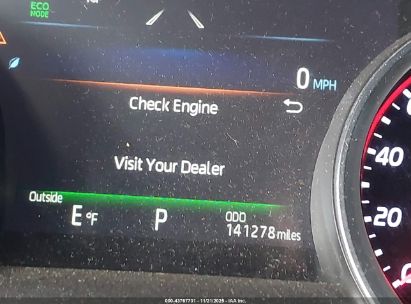 ECO
MODE
0 MPH
Check Engine
Visit Your Dealer
Outside
E °F
P
ODO
141278 miles
40
20